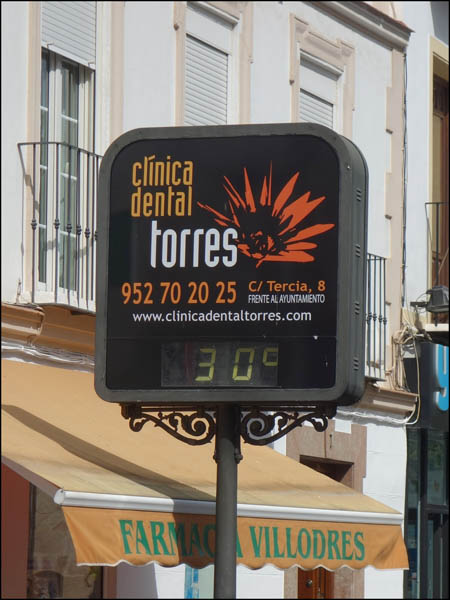 clínica
dental
torres
952 70 20 25
C/ Tercia, 8
FRENTE AL AYUNTAMIENTO
www.clinicadentaltorres.com
30°
FARMACIA VILLODRES